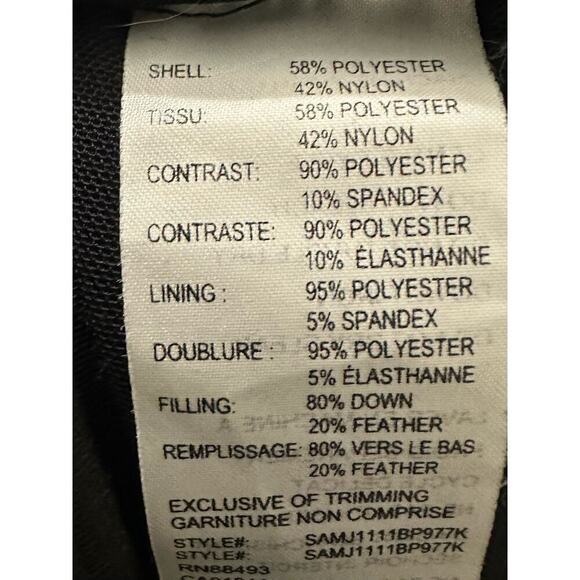 SHELL: 58% POLYESTER
42% NYLON
TISSU: 58% POLYESTER
42% NYLON
CONTRAST: 90% POLYESTER
10% SPANDEX
CONTRASTE: 90% POLYESTER
10% ÉLASTHANNE
LINING : 95% POLYESTER
5% SPANDEX
DOUBLURE : 95% POLYESTER
5% ÉLASTHANNE
FILLING: 80% DOWN
20% FEATHER
REMPLISSAGE: 80% VERS LE BAS
20% FEATHER
EXCLUSIVE OF TRIMMING
GARNITURE NON COMPRISE
STYLE#: SAMJ1111BP977K
STYLE#: SAMJ1111BP977K
RN88493